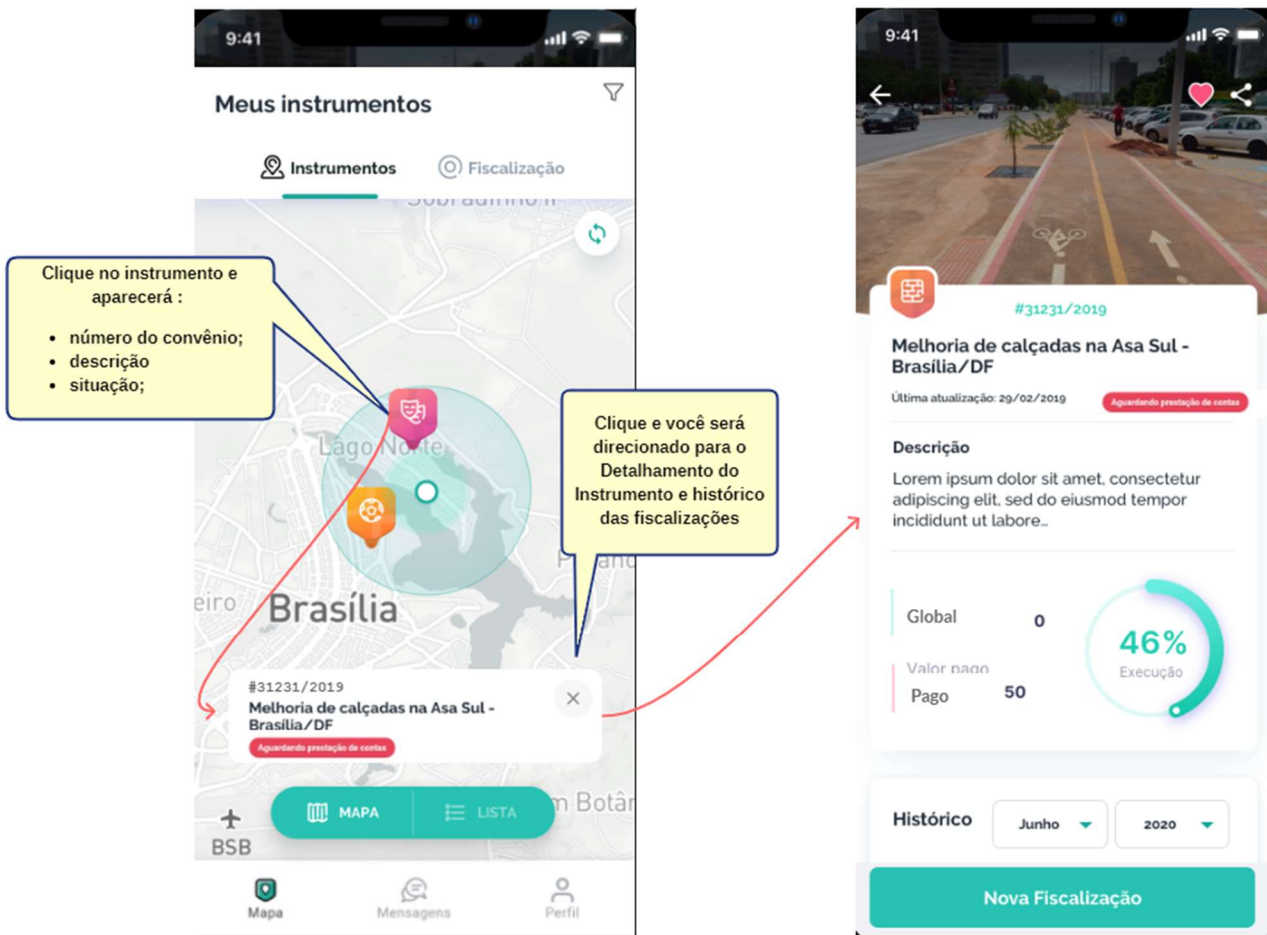 9:41
Meus instrumentos
Instrumentos
Fiscalização
Sobradinho II
Clique no instrumento e
aparecerá :
• número do convênio;
• descrição
• situação;
Lago Norte
Clique e você será
direcionado para o
Detalhamento do
Instrumento e histórico
das fiscalizações
eiro
Brasília
#31231/2019
Melhoria de calçadas na Asa Sul -
Brasília/DF
Aguardando prestação de contas
MAPA
LISTA
m Botân
BSB
Mapa
Mensagens
Perfil
9:41
#31231/2019
Melhoria de calçadas na Asa Sul -
Brasília/DF
Última atualização: 29/02/2019
Aguardando prestação de contas
Descrição
Lorem ipsum dolor sit amet, consectetur
adipiscing elit, sed do eiusmod tempor
incididunt ut labore...
Global 0
Valor pago
Pago 50
46%
Execução
Histórico
Junho
2020
Nova Fiscalização